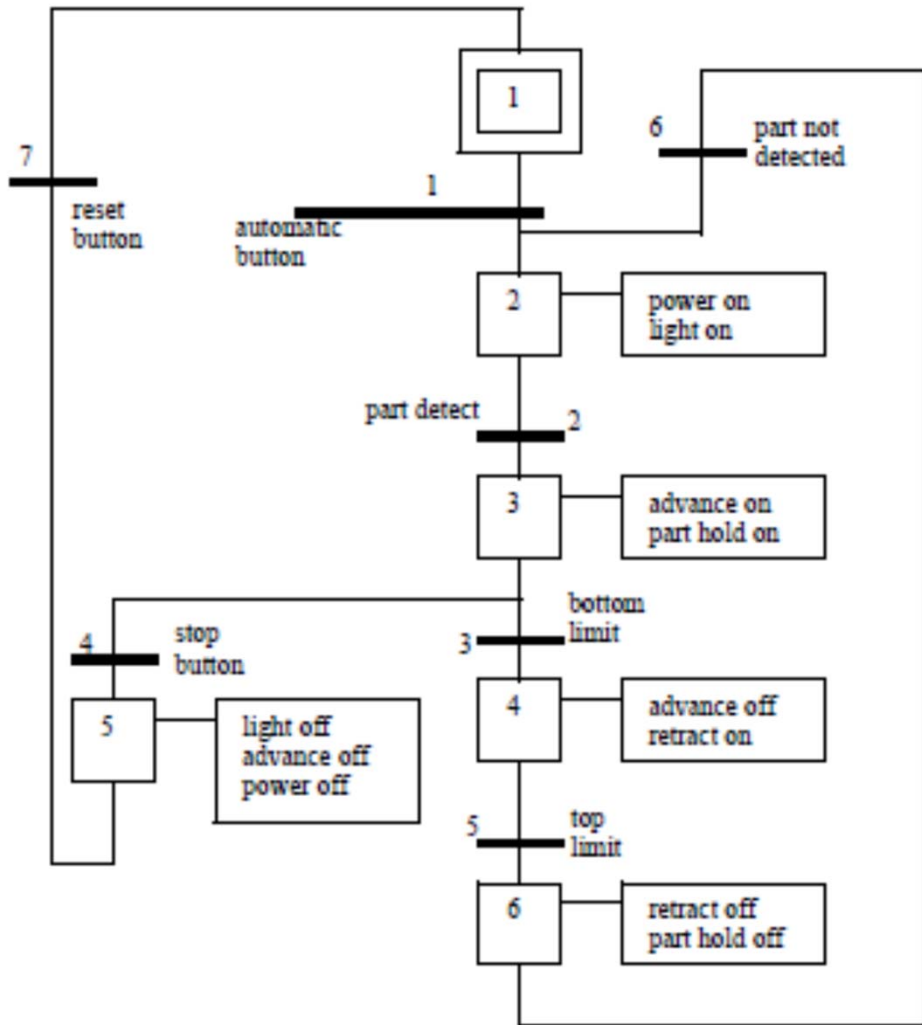 1
6
part not
detected
7
1
reset
button
automatic
button
2
power on
light on
part detect
2
3
advance on
part hold on
bottom
limit
3
4
stop
button
4
advance off
retract on
5
light off
advance off
power off
5
top
limit
6
retract off
part hold off